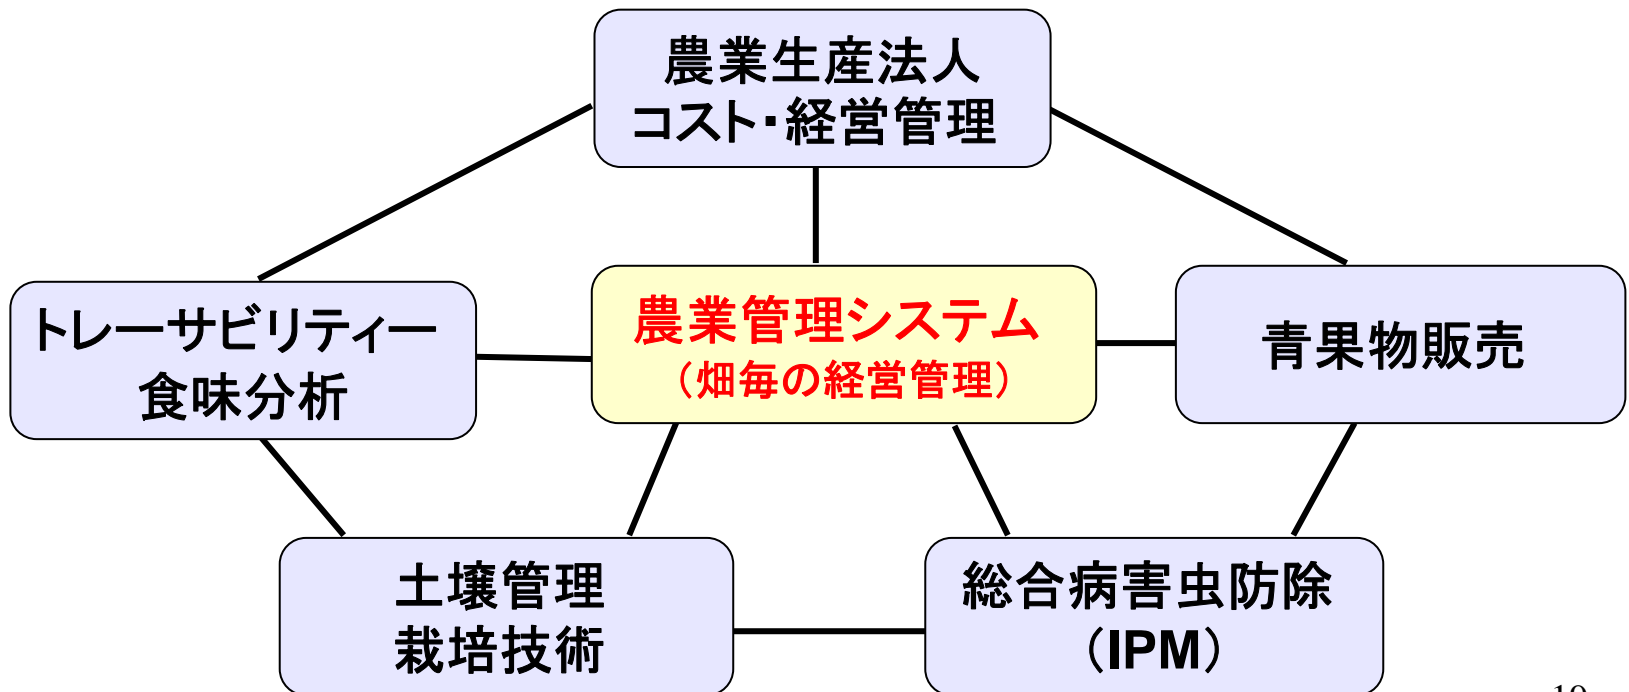 農業生産法人
コスト・経営管理
トレーサビリティー
食味分析
農業管理システム
（畑毎の経営管理）
青果物販売
土壌管理
栽培技術
総合病害虫防除
（IPM）